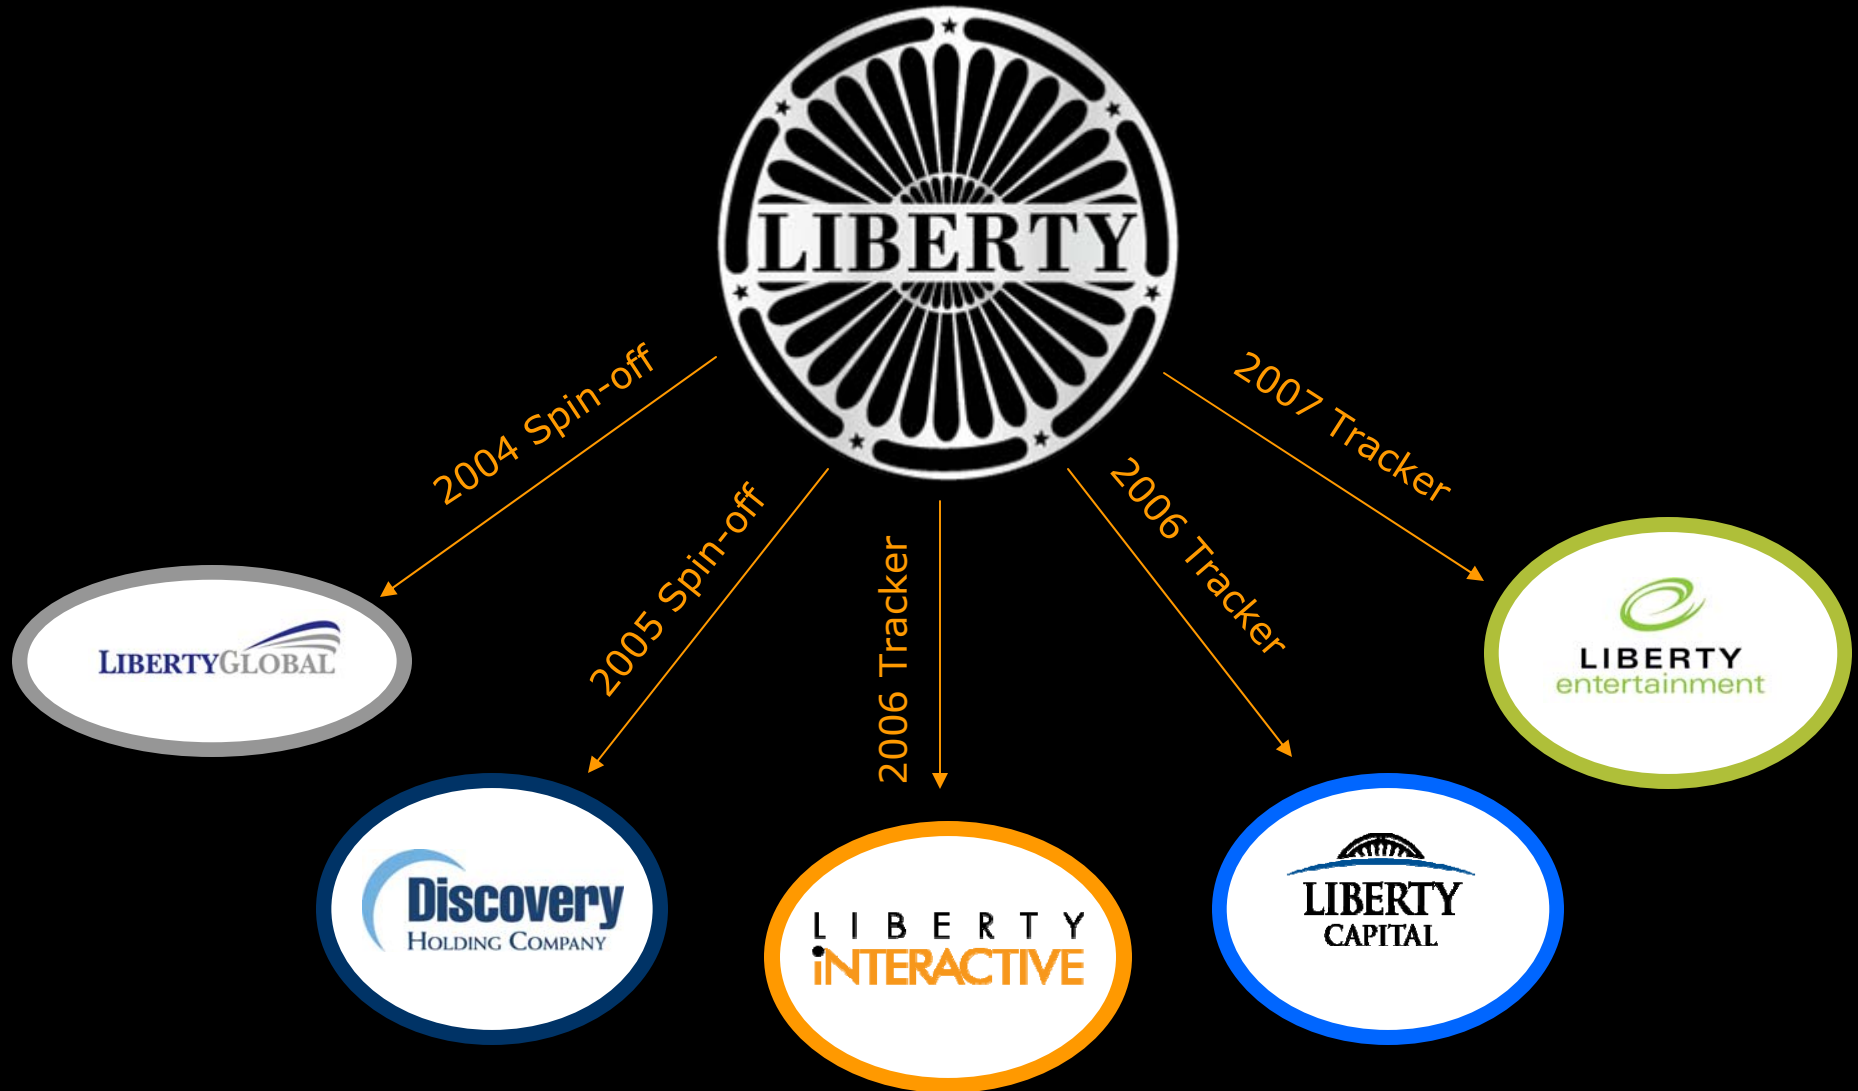 LIBERTY
2004 Spin-off
2005 Spin-off
2006 Tracker
2006 Tracker
2007 Tracker
LIBERTYGLOBAL
Discovery
HOLDING COMPANY
LIBERTY
iNTERACTIVE
LIBERTY
CAPITAL
LIBERTY
entertainment